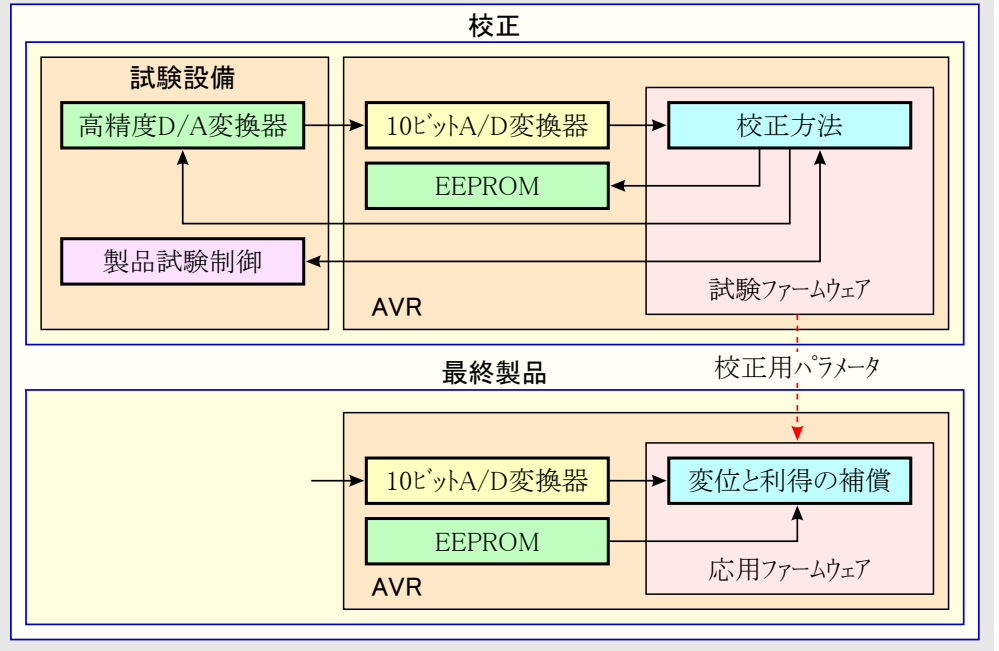 校正
試験設備
高精度D/A変換器
10ﾋﾞｯﾄA/D変換器
校正方法
EEPROM
製品試験制御
試験ﾌｧｰﾑｳｪｱ
AVR
校正用ﾊﾟﾗﾒｰﾀ
最終製品
10ﾋﾞｯﾄA/D変換器
変位と利得の補償
EEPROM
応用ﾌｧｰﾑｳｪｱ
AVR